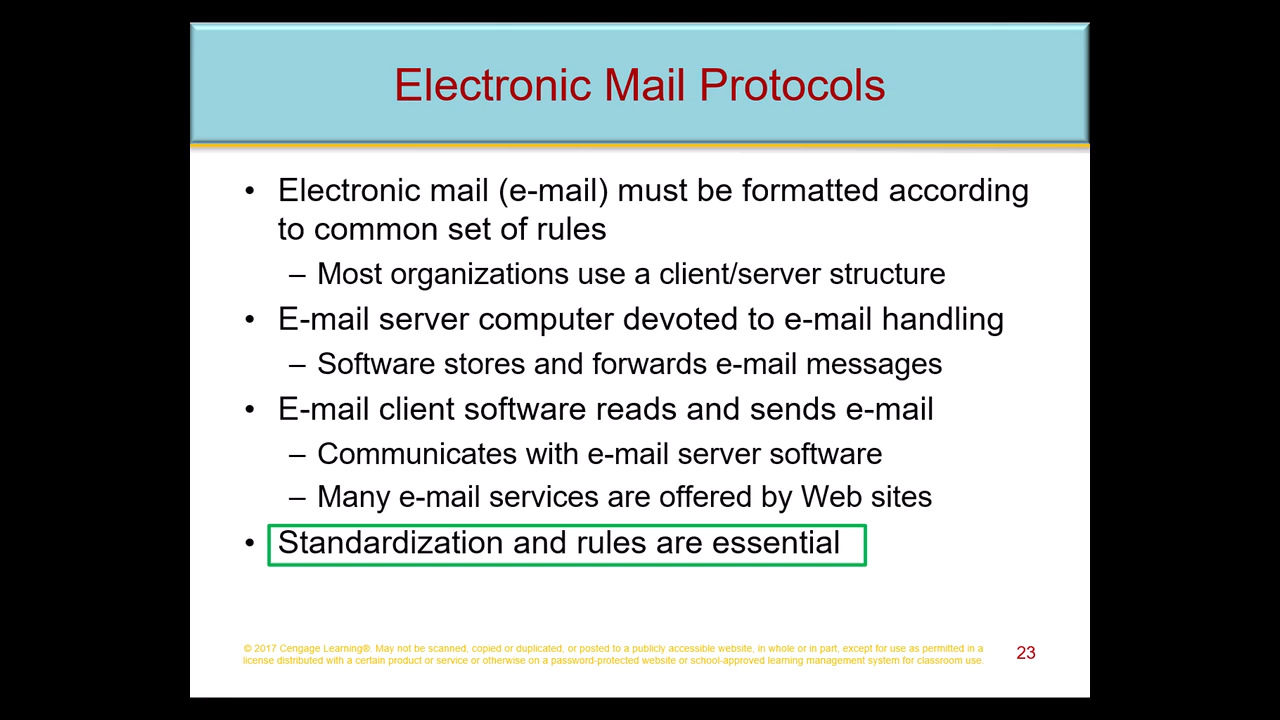 Electronic Mail Protocols
• Electronic mail (e-mail) must be formatted according
to common set of rules
– Most organizations use a client/server structure
• E-mail server computer devoted to e-mail handling
– Software stores and forwards e-mail messages
• E-mail client software reads and sends e-mail
– Communicates with e-mail server software
– Many e-mail services are offered by Web sites
• Standardization and rules are essential
© 2017 Cengage Learning®. May not be scanned, copied or duplicated, or posted to a publicly accessible website, in whole or in part, except for use as permitted in a
license distributed with a certain product or service or otherwise on a password-protected website or school-approved learning management system for classroom use.
23